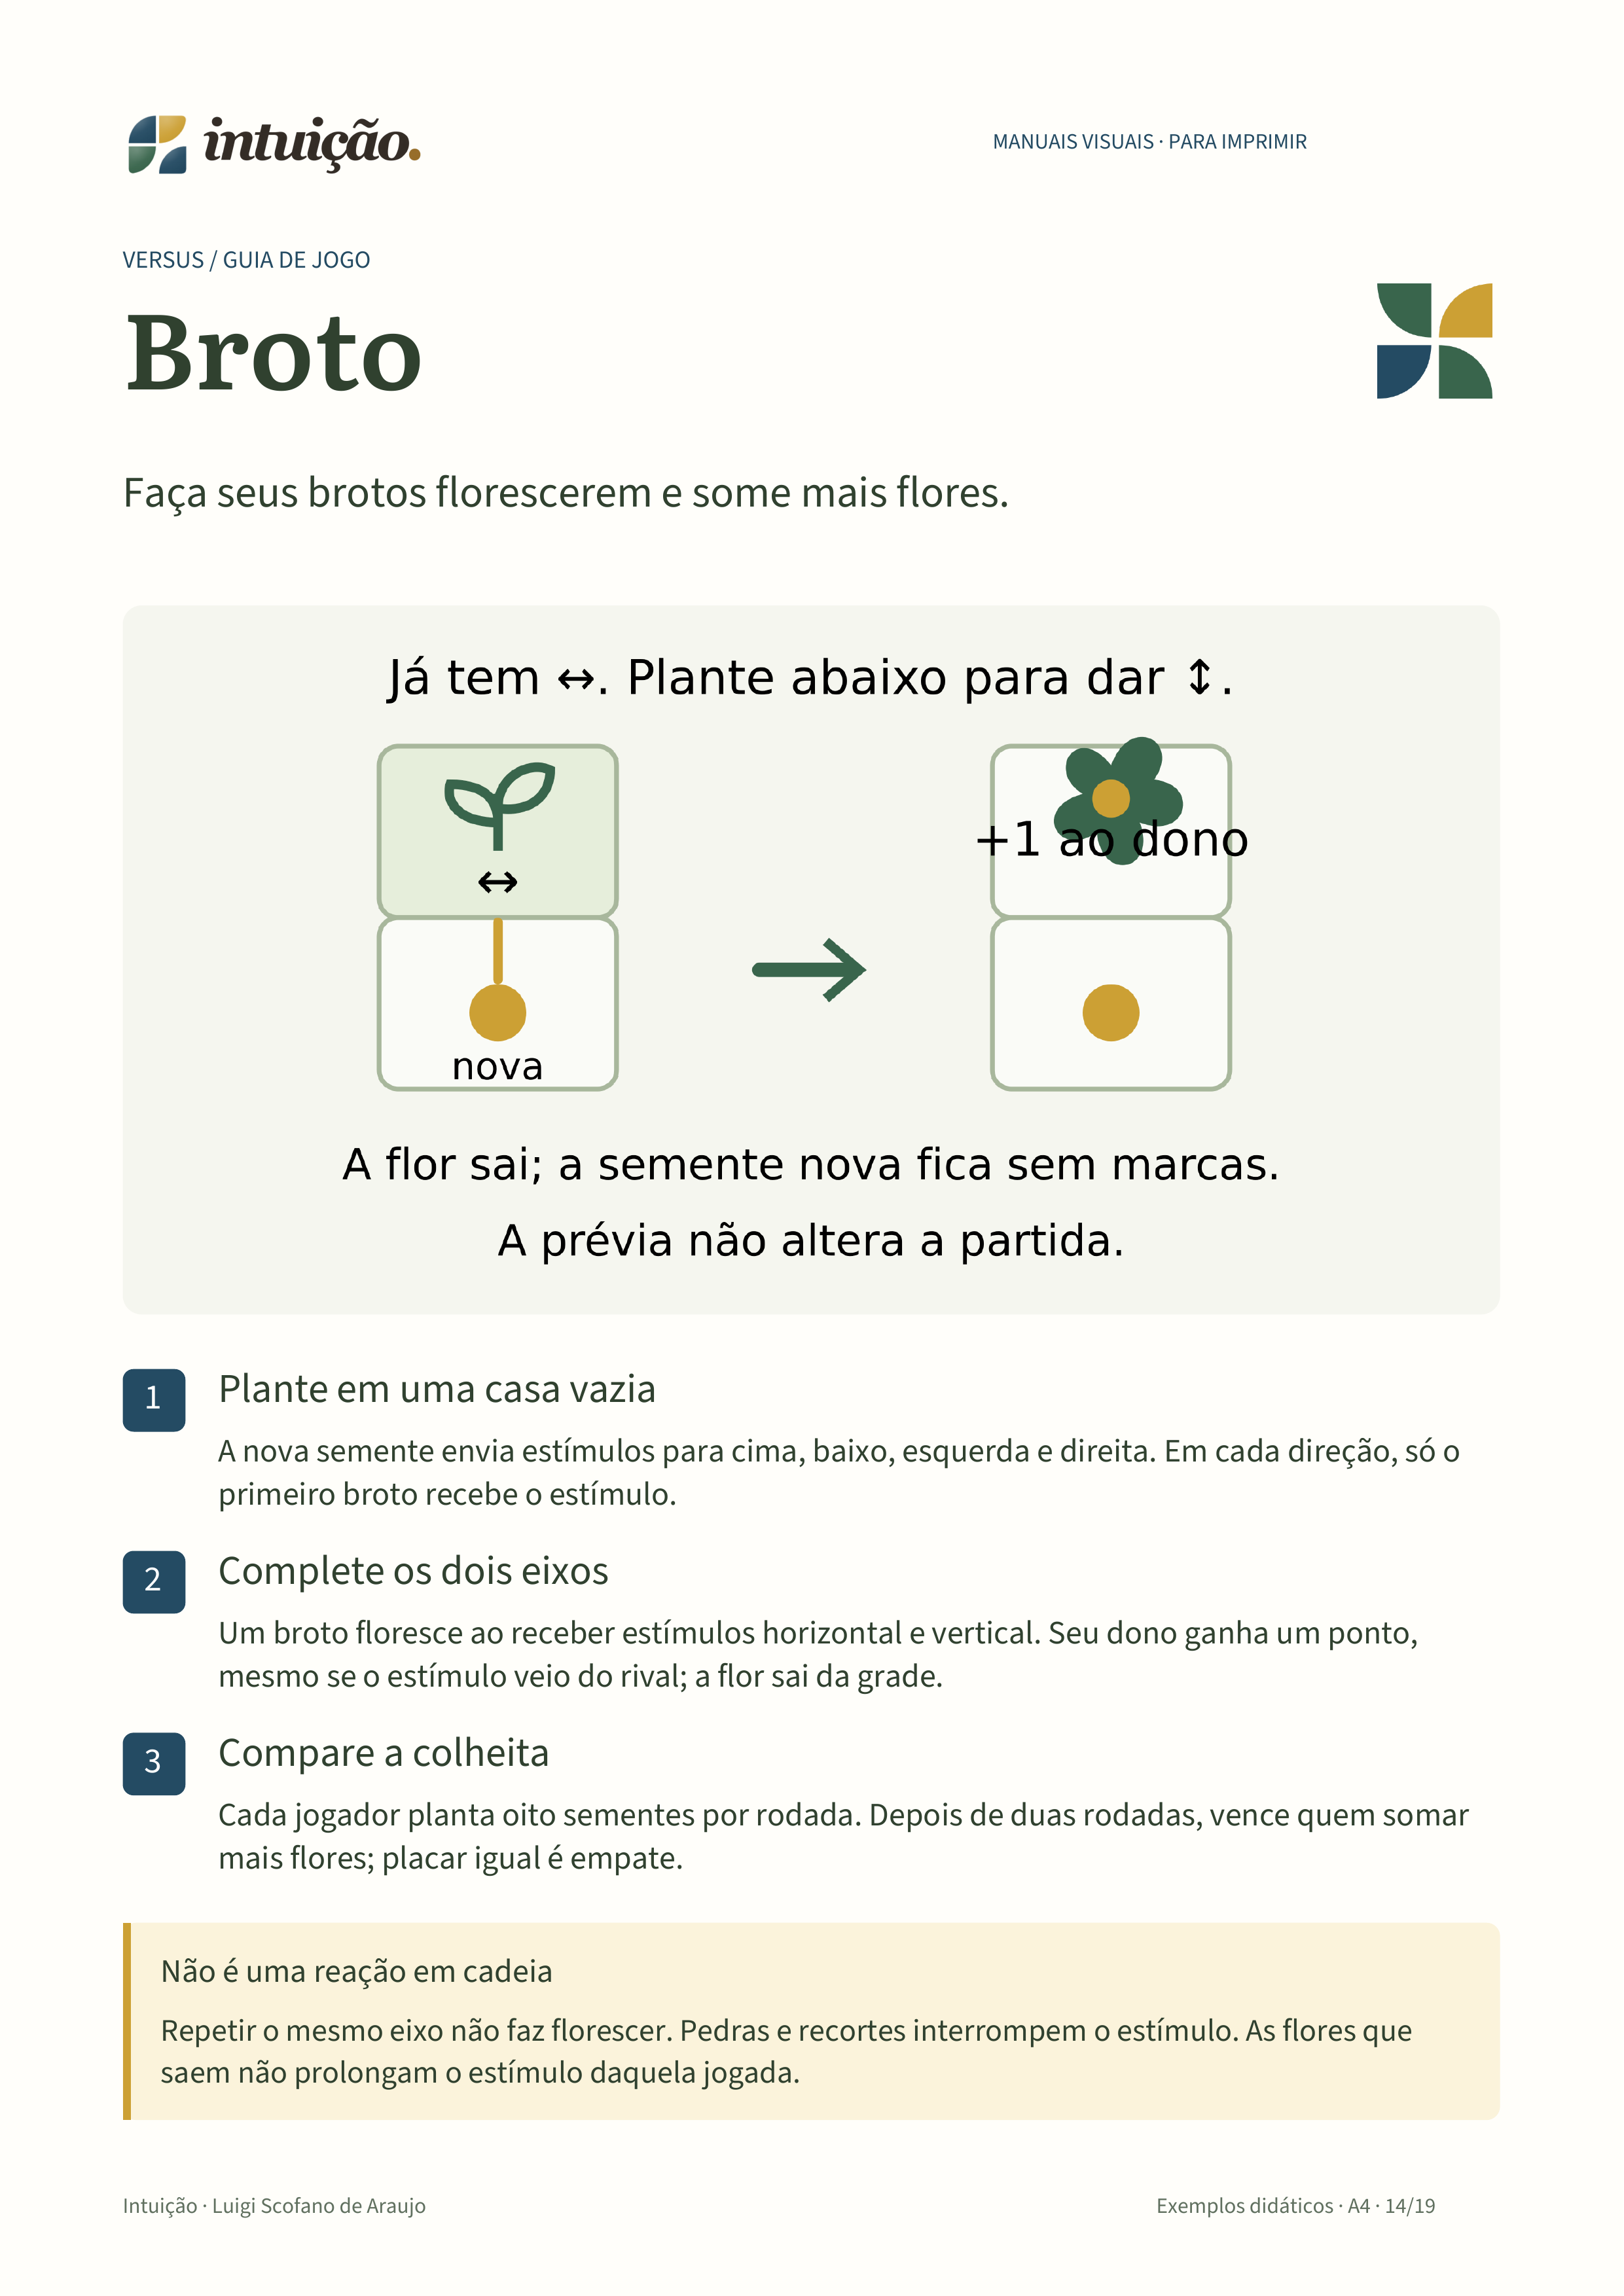 intuição.
MANUAIS VISUAIS · PARA IMPRIMIR
VERSUS / GUIA DE JOGO
Broto
Faça seus brotos florescerem e some mais flores.
Já tem ↔. Plante abaixo para dar ↕.
+1 ao dono
↔
nova
A flor sai; a semente nova fica sem marcas.
A prévia não altera a partida.
1
Plante em uma casa vazia
A nova semente envia estímulos para cima, baixo, esquerda e direita. Em cada direção, só o
primeiro broto recebe o estímulo.
2
Complete os dois eixos
Um broto floresce ao receber estímulos horizontal e vertical. Seu dono ganha um ponto,
mesmo se o estímulo veio do rival; a flor sai da grade.
3
Compare a colheita
Cada jogador planta oito sementes por rodada. Depois de duas rodadas, vence quem somar
mais flores; placar igual é empate.
Não é uma reação em cadeia
Repetir o mesmo eixo não faz florescer. Pedras e recortes interrompem o estímulo. As flores que
saem não prolongam o estímulo daquela jogada.
Intuição · Luigi Scofano de Araujo
Exemplos didáticos · A4 · 14/19